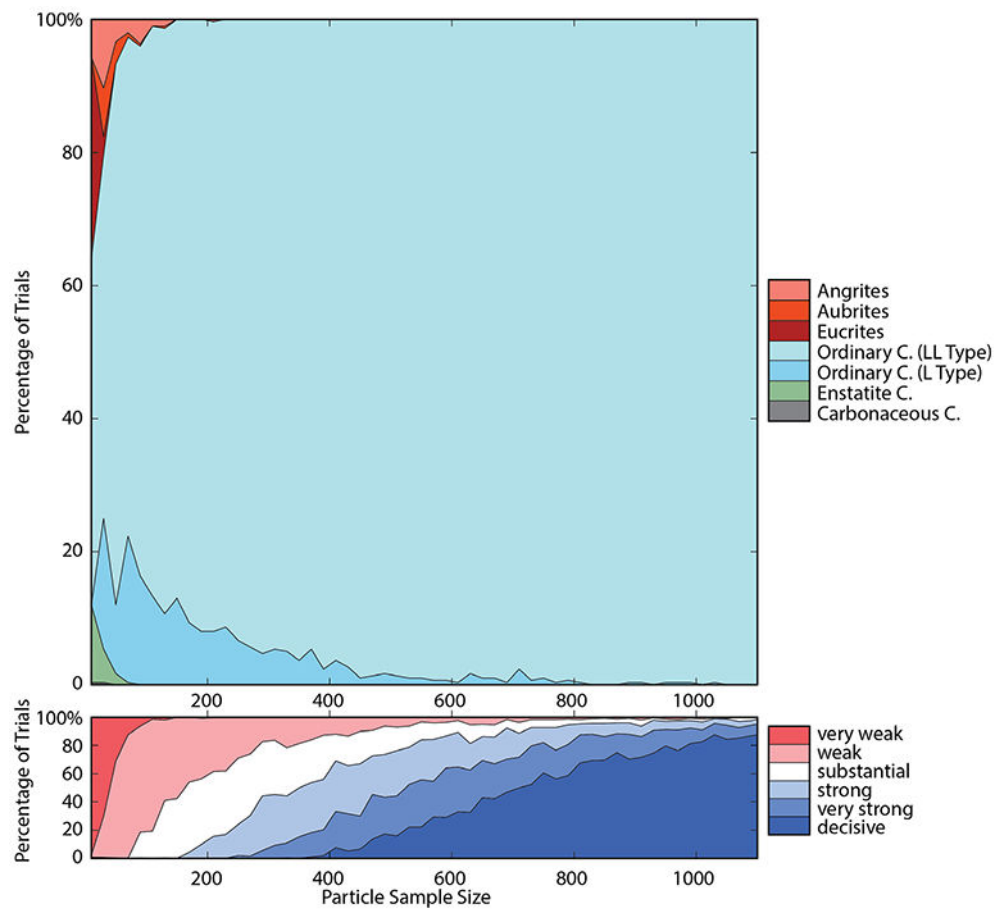 100%
80
60
40
20
0
Percentage of Trials
200
400
600
800
1000
Angrites
Aubrites
Eucrites
Ordinary C. (LL Type)
Ordinary C. (L Type)
Enstatite C.
Carbonaceous C.
100%
80
60
40
20
0
Percentage of Trials
200
400
600
800
1000
Particle Sample Size
very weak
weak
substantial
strong
very strong
decisive